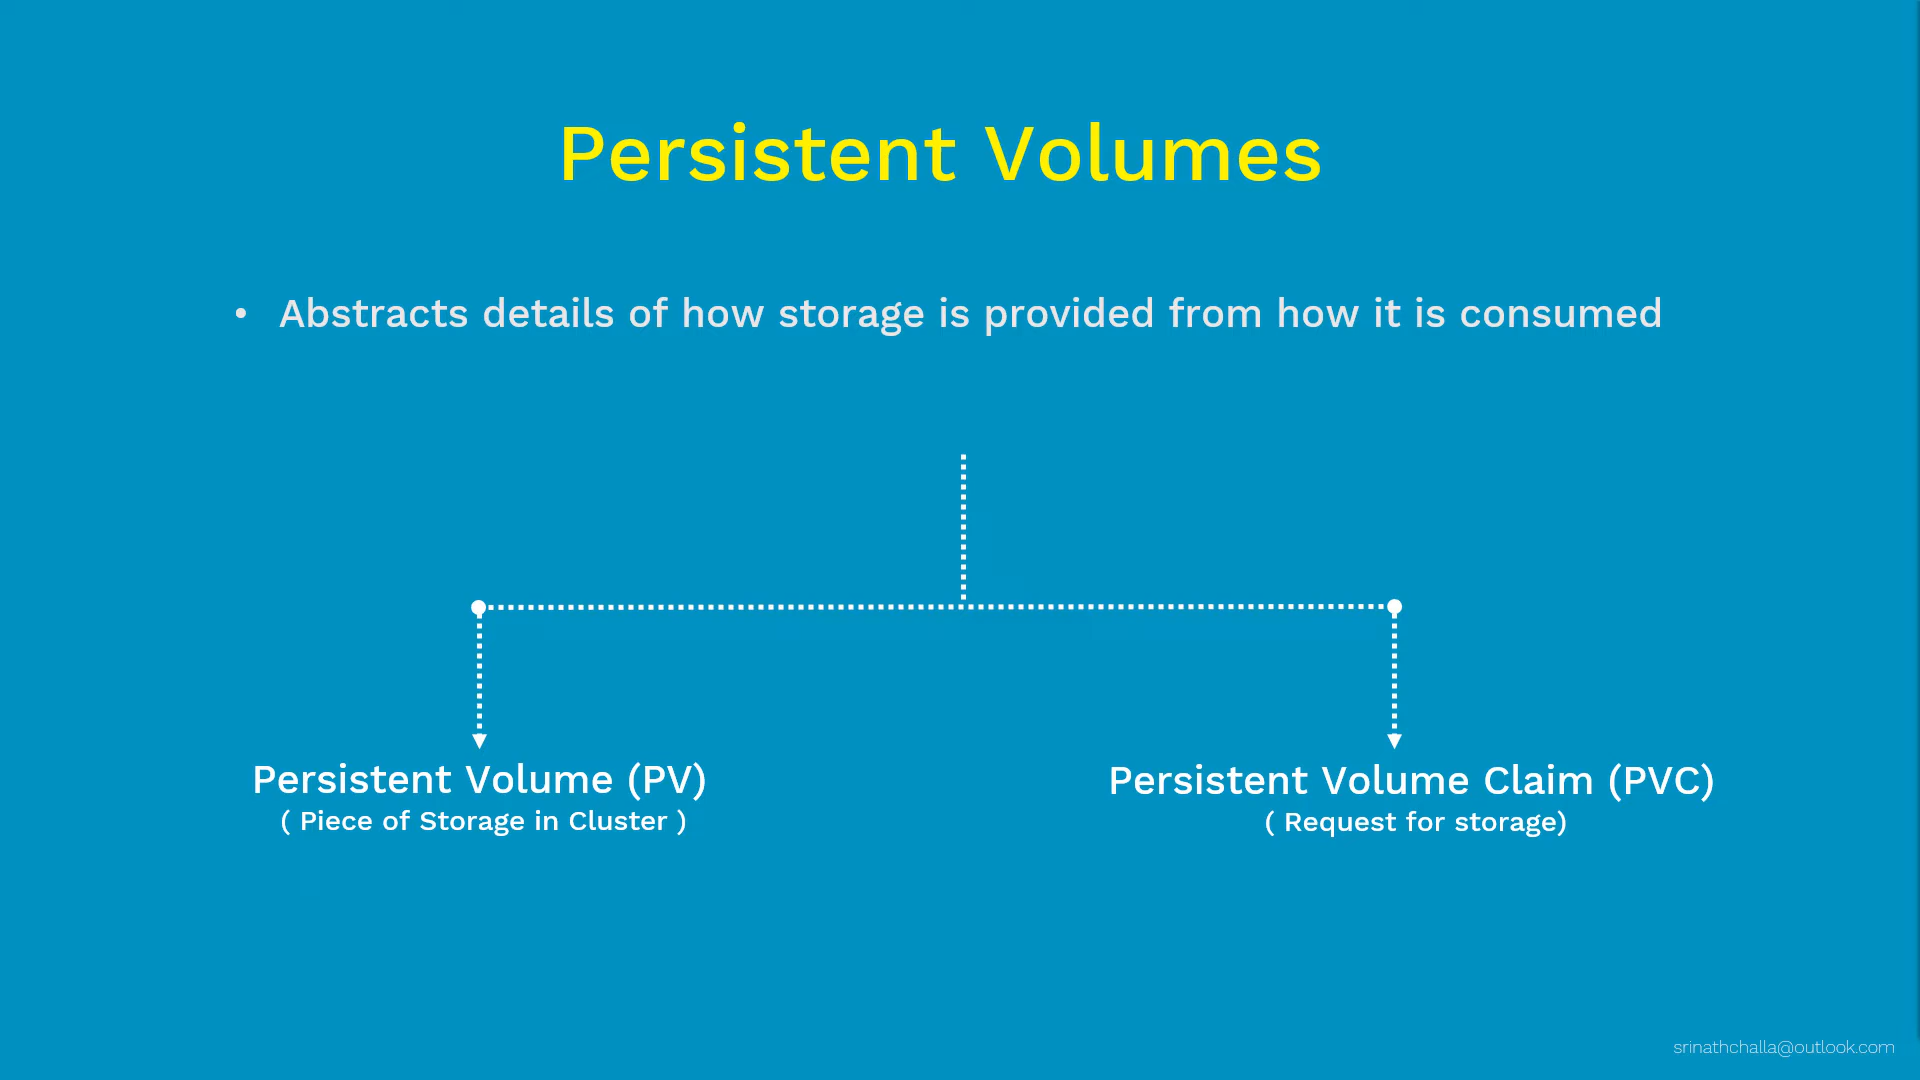 Persistent Volumes
• Abstracts details of how storage is provided from how it is consumed
Persistent Volume (PV)
( Piece of Storage in Cluster )
Persistent Volume Claim (PVC)
( Request for storage)
srinathchalla@outlook.com